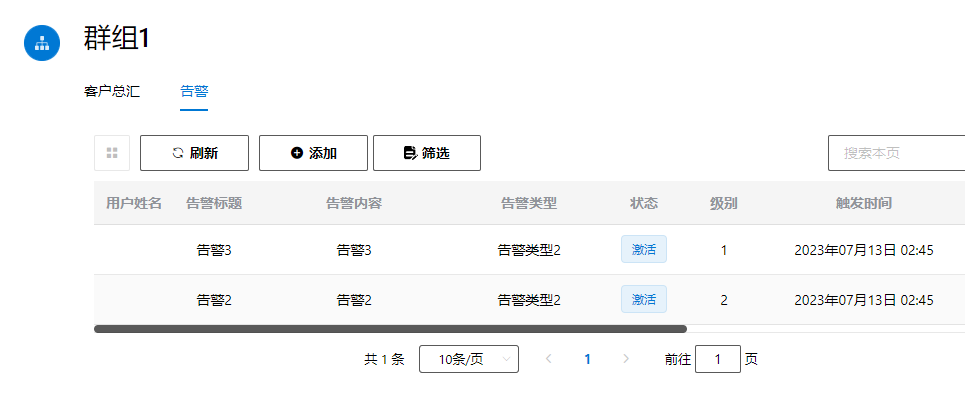 群组1
客户总汇 告警
刷新 添加 筛选 搜索本页
用户姓名 告警标题 告警内容 告警类型 状态 级别 触发时间
告警3 告警3 告警类型2 激活 1 2023年07月13日 02:45
告警2 告警2 告警类型2 激活 2 2023年07月13日 02:45
共 1 条 10条/页 1 前往 1 页